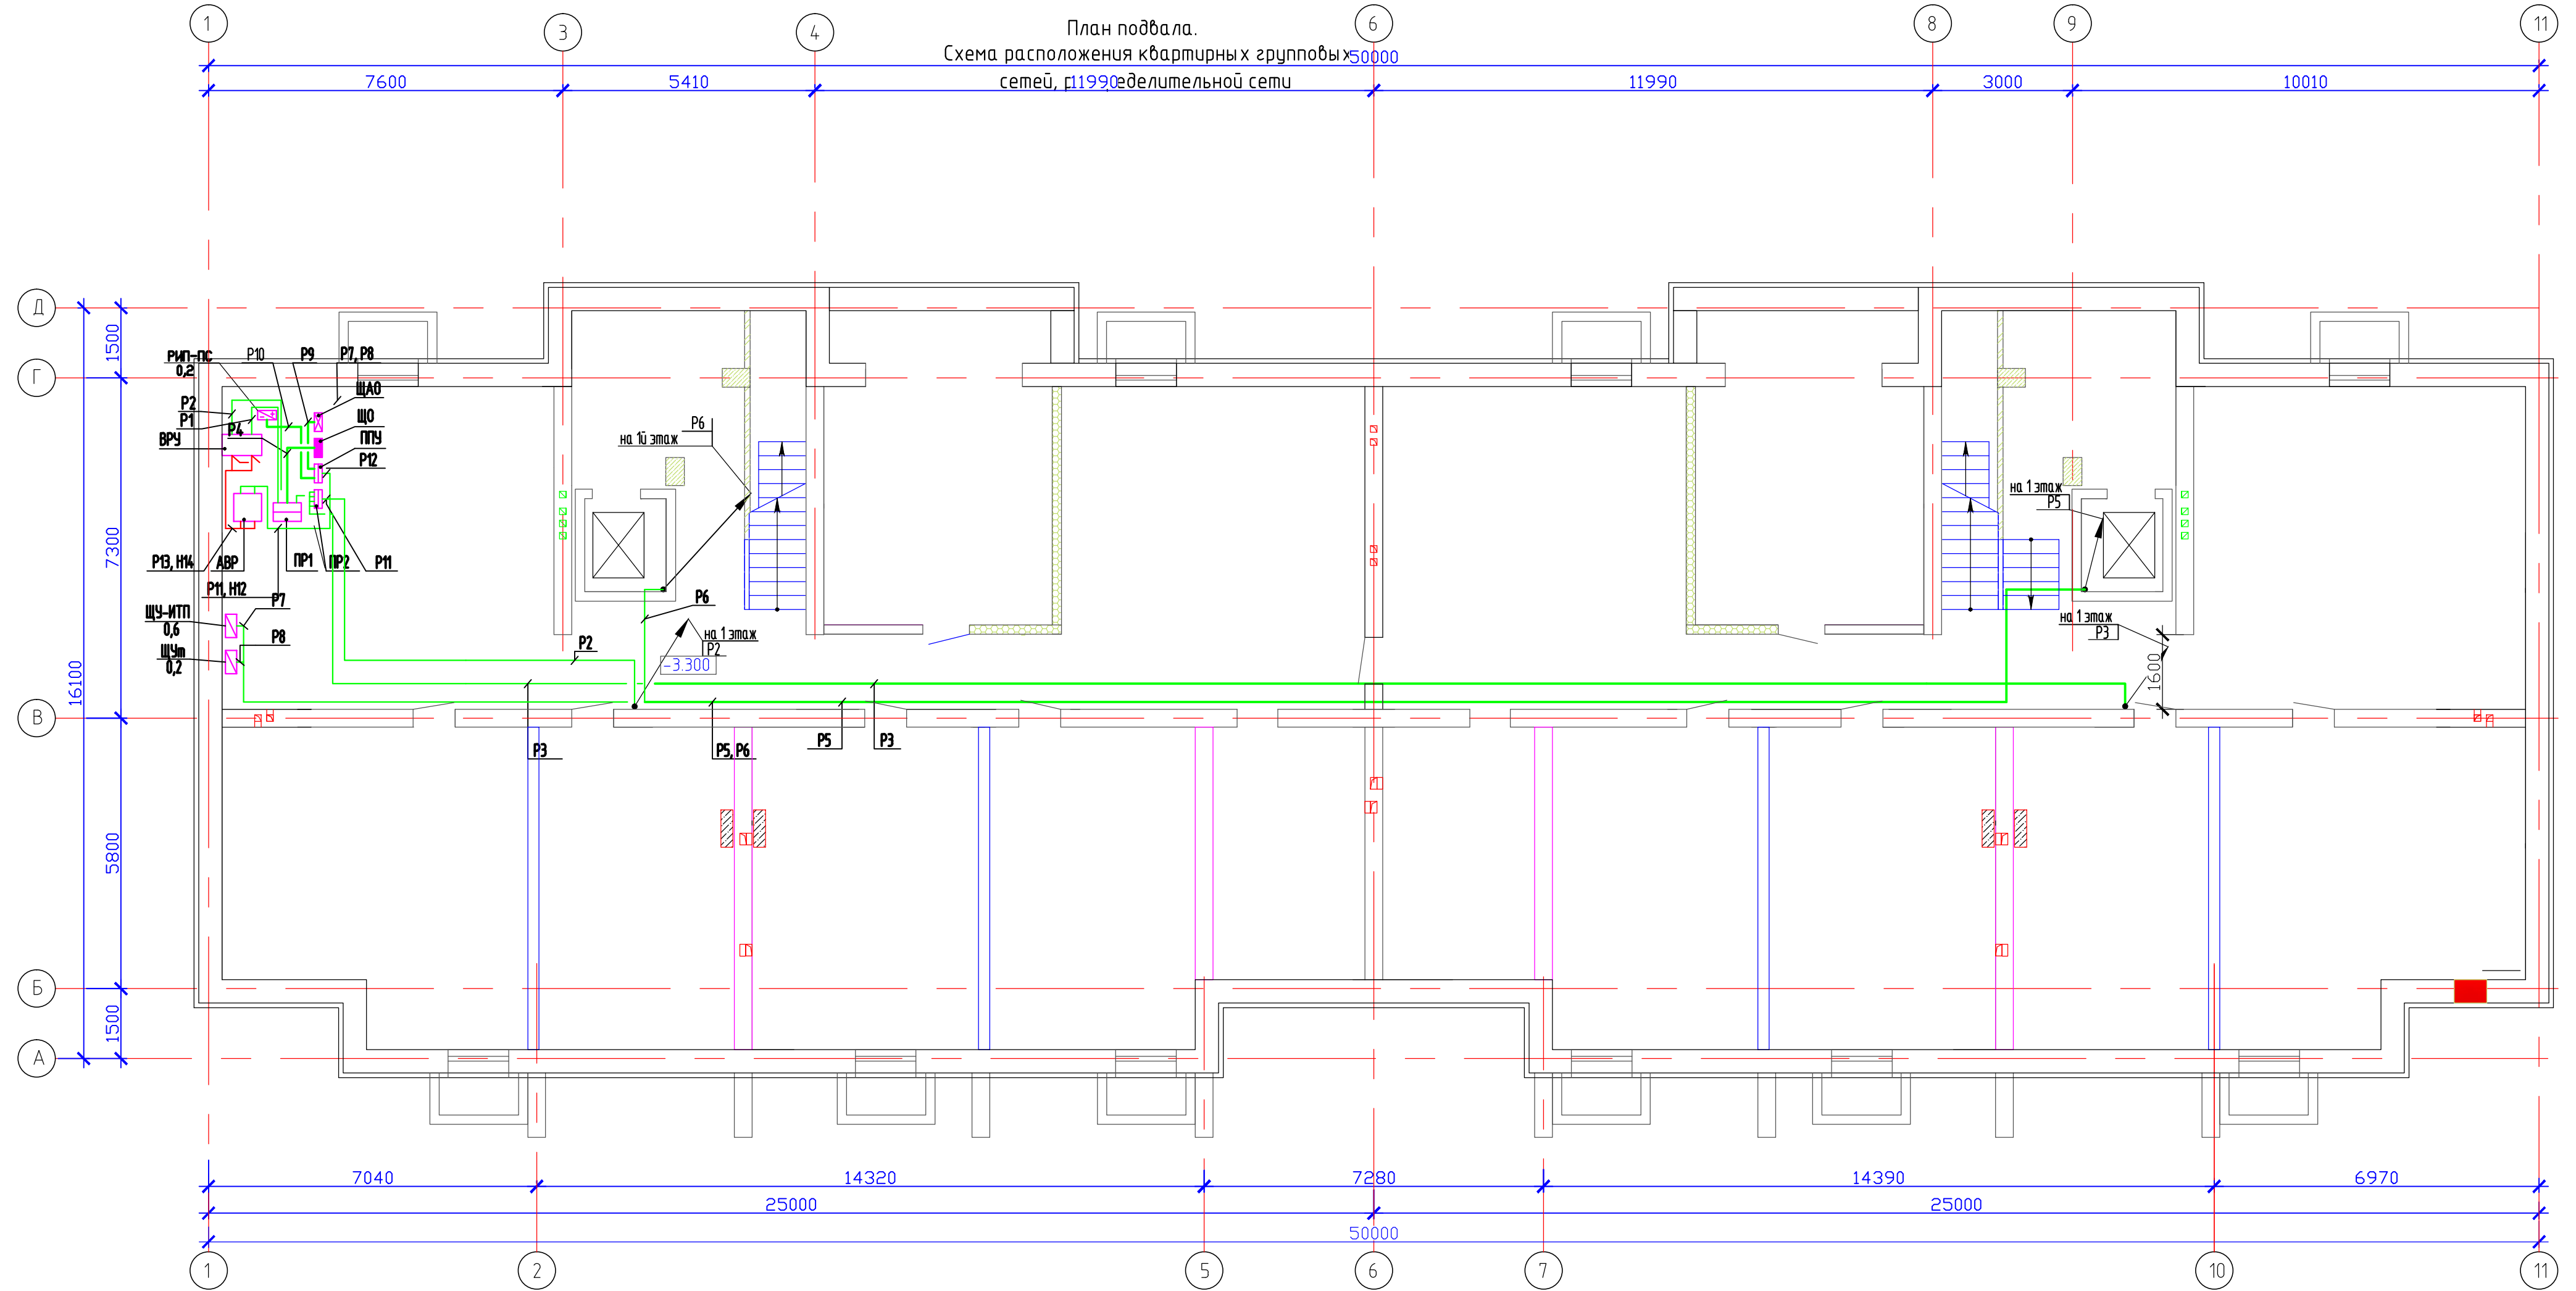 1
3
4
6
8
9
11
План подвала.
Схема расположения квартирных групповых
50000
сетей, р
еделительной сети
7600
5410
11990
11990
3000
10010
Д
Г
В
Б
А
1500
7300
5800
1500
16100
РИП-ПС
0,2
Р10
Р9
Р7, Р8
ЩАО
Р2
Р1
ЩО
Р4
ВРУ
ППУ
Р12
Р13, Н14
АВР
ПР1
ПР2
Р11
Р11, Н12
ЩУ-ИТП
0,6
Р7
ЩУт
0,2
Р8
Р6
на 1й этаж
Р6
Р2
на 1 этаж
Р2
-3.300
Р3
Р5, Р6
Р5
Р3
на 1 этаж
Р5
на 1 этаж
Р3
1600
7040
14320
7280
14390
6970
25000
25000
50000
1
2
5
6
7
10
11